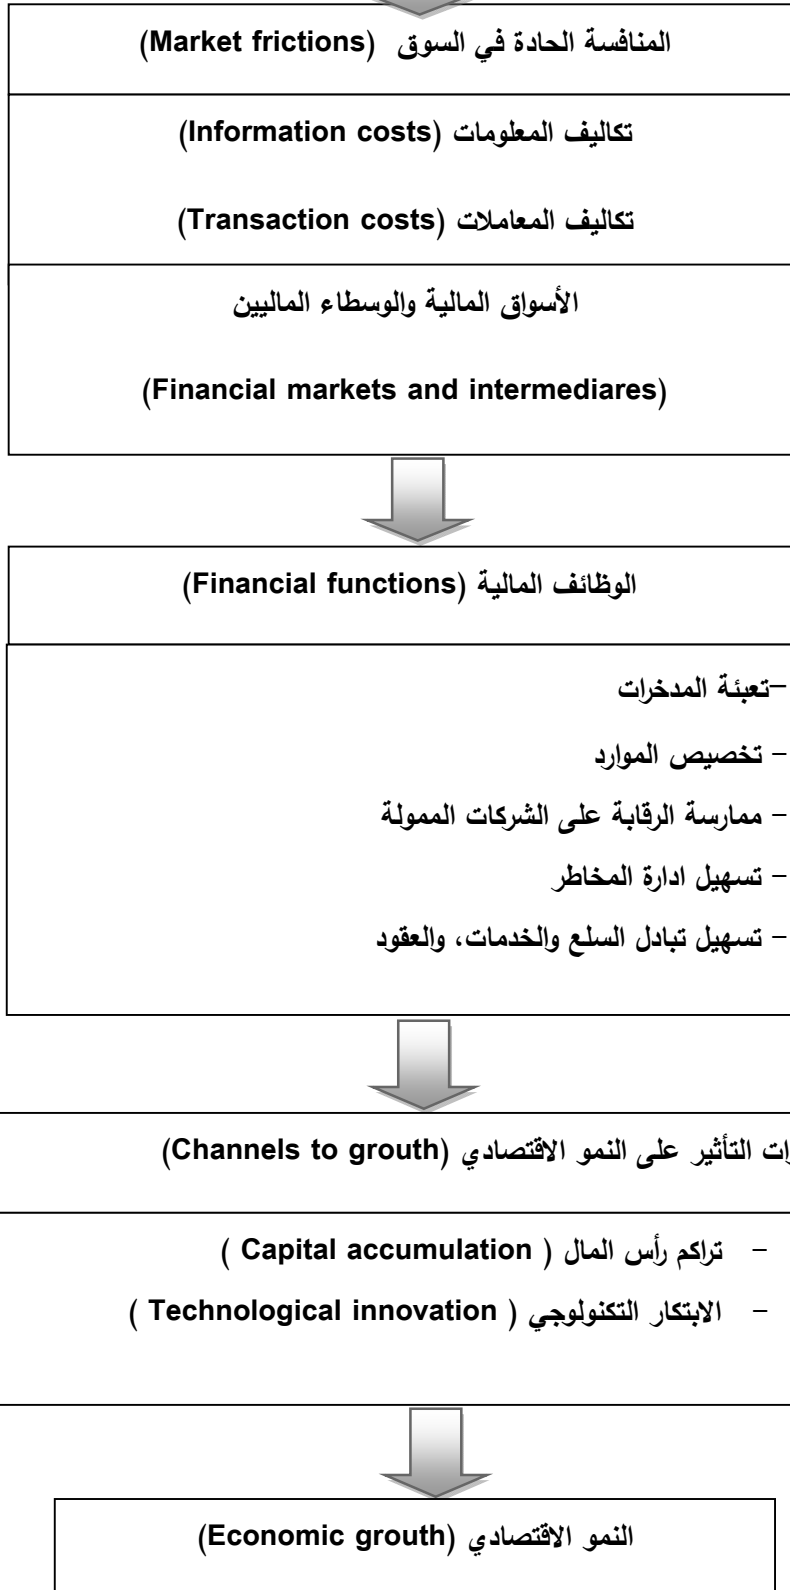 المنافسة الحادة في السوق (Market frictions)
تكاليف المعلومات (Information costs)
تكاليف المعاملات (Transaction costs)
الأسواق المالية والوسطاء الماليين
(Financial markets and intermediares)
الوظائف المالية (Financial functions)
-تعبئة المدخرات
- تخصيص الموارد
- ممارسة الرقابة على الشركات الممولة
- تسهيل ادارة المخاطر
- تسهيل تبادل السلع والخدمات، والعقود
التأثير على النمو الاقتصادي (Channels to grouth)
- تراكم رأس المال ( Capital accumulation )
- الابتكار التكنولوجي ( Technological innovation )
النمو الاقتصادي (Economic grouth)